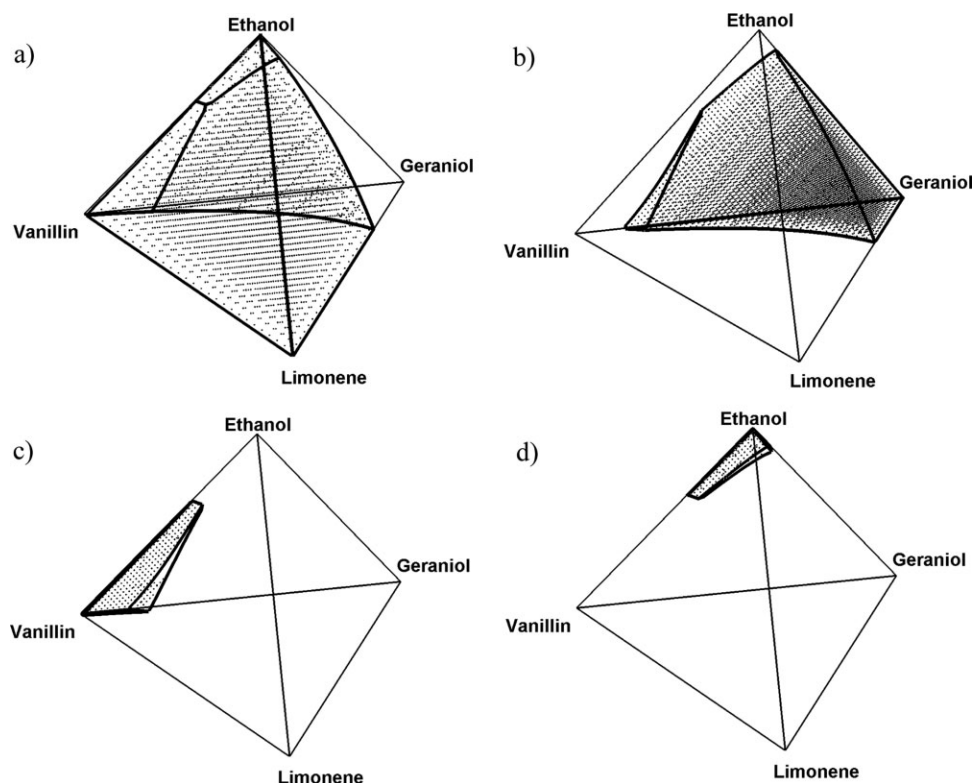 a)
Ethanol
Geraniol
Vanillin
Limonene
b)
Ethanol
Geraniol
Vanillin
Limonene
c)
Ethanol
Geraniol
Vanillin
Limonene
d)
Ethanol
Geraniol
Vanillin
Limonene